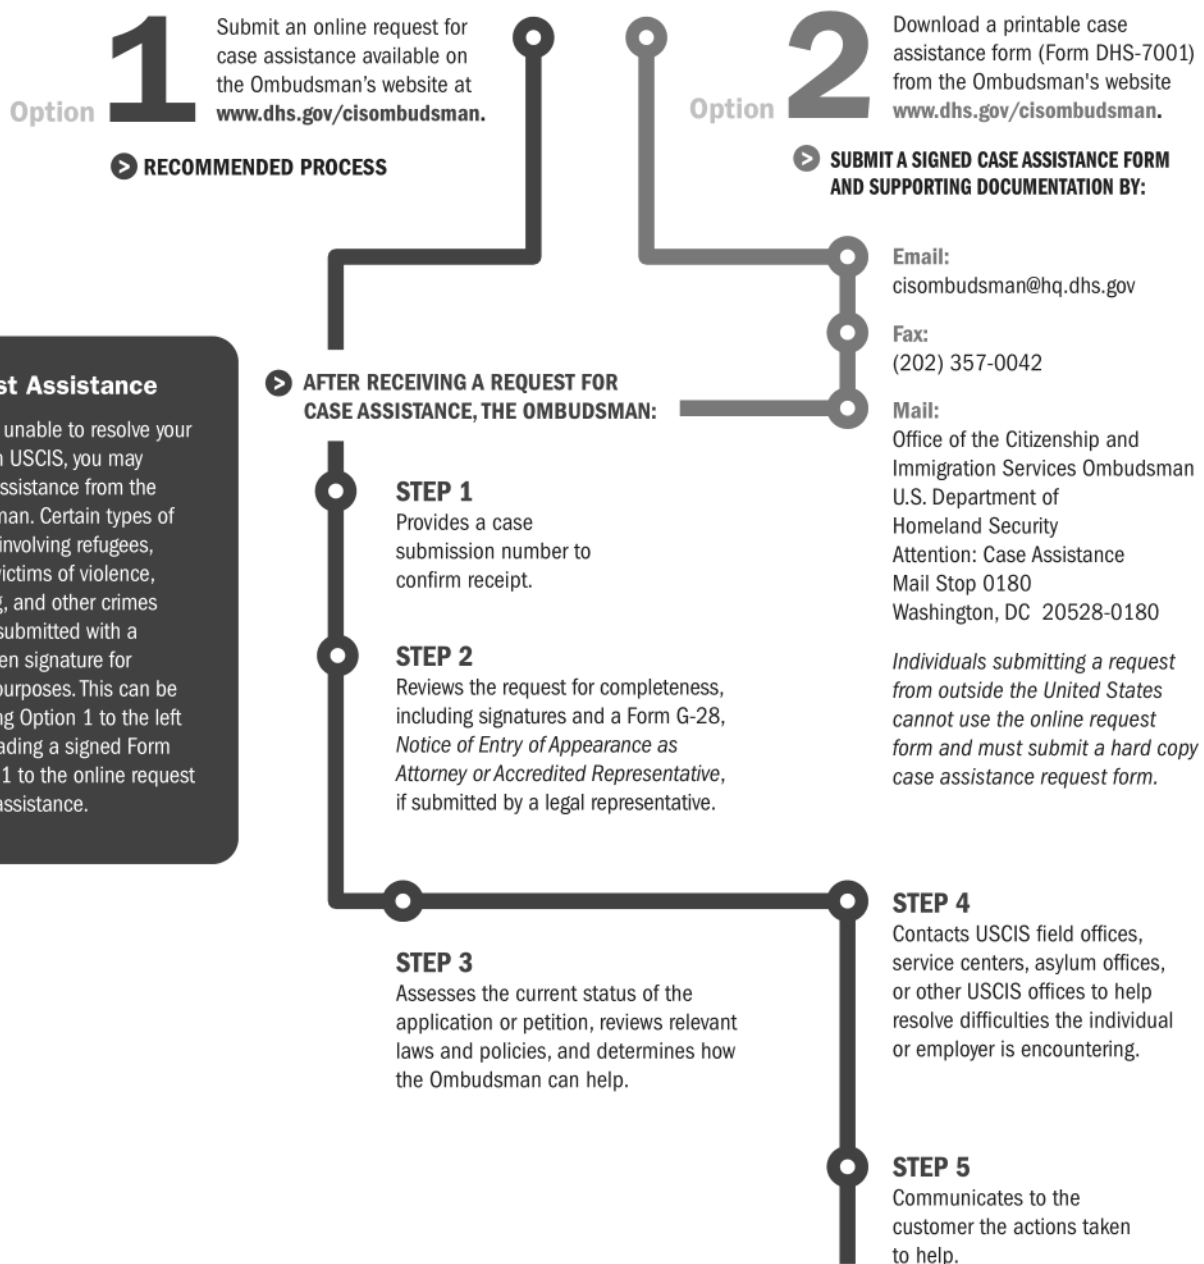 Option 1
Submit an online request for
case assistance available on
the Ombudsman’s website at
www.dhs.gov/cisombudsman.
> RECOMMENDED PROCESS
Option 2
Download a printable case
assistance form (Form DHS-7001)
from the Ombudsman's website
www.dhs.gov/cisombudsman.
> SUBMIT A SIGNED CASE ASSISTANCE FORM
AND SUPPORTING DOCUMENTATION BY:
Email:
cisombudsman@hq.dhs.gov
Fax:
(202) 357-0042
Mail:
Office of the Citizenship and
Immigration Services Ombudsman
U.S. Department of
Homeland Security
Attention: Case Assistance
Mail Stop 0180
Washington, DC 20528-0180
Individuals submitting a request
from outside the United States
cannot use the online request
form and must submit a hard copy
case assistance request form.
Assistance
unable to resolve your
USCIS, you may
assistance from the
Certain types of
involving refugees,
victims of violence,
and other crimes
submitted with a
signature for
purposes. This can be
Option 1 to the left
a signed Form
1 to the online request
assistance.
> AFTER RECEIVING A REQUEST FOR
CASE ASSISTANCE, THE OMBUDSMAN:
STEP 1
Provides a case
submission number to
confirm receipt.
STEP 2
Reviews the request for completeness,
including signatures and a Form G-28,
Notice of Entry of Appearance as
Attorney or Accredited Representative,
if submitted by a legal representative.
STEP 3
Assesses the current status of the
application or petition, reviews relevant
laws and policies, and determines how
the Ombudsman can help.
STEP 4
Contacts USCIS field offices,
service centers, asylum offices,
or other USCIS offices to help
resolve difficulties the individual
or employer is encountering.
STEP 5
Communicates to the
customer the actions taken
to help.